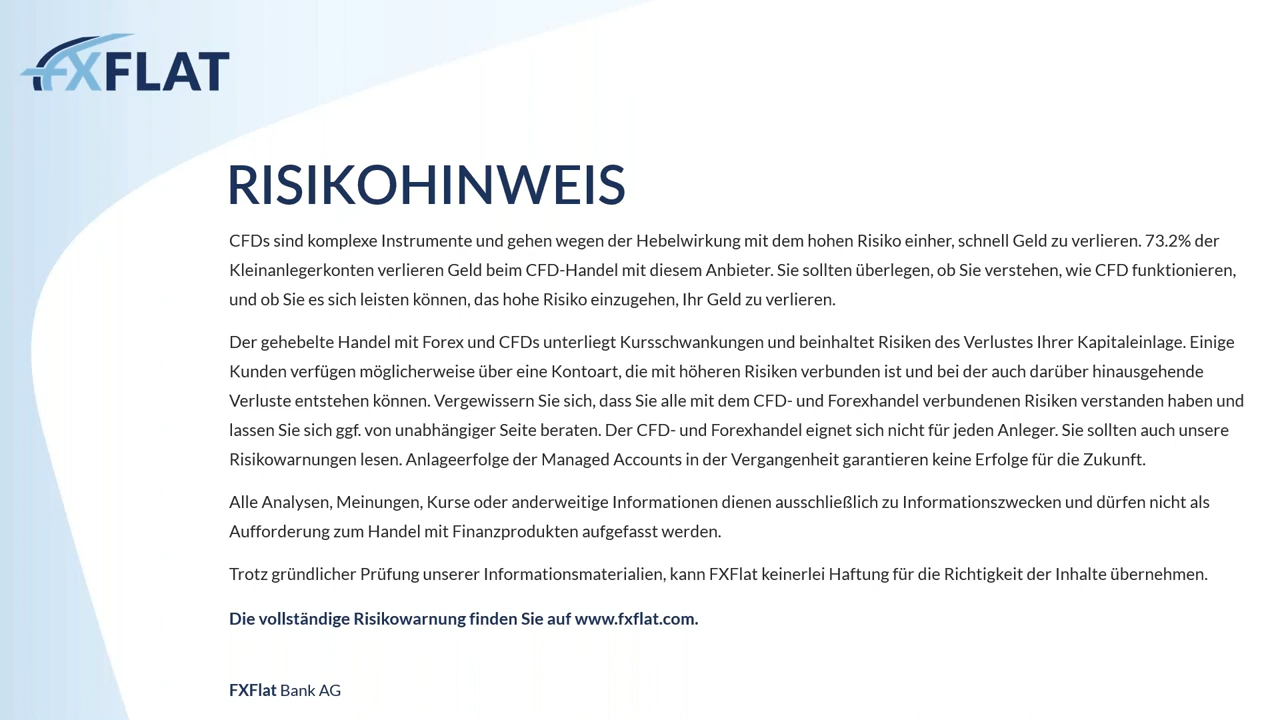 FXFLAT
RISIKOHINWEIS
CFDs sind komplexe Instrumente und gehen wegen der Hebelwirkung mit dem hohen Risiko einher, schnell Geld zu verlieren. 73.2% der
Kleinanlegerkonten verlieren Geld beim CFD-Handel mit diesem Anbieter. Sie sollten überlegen, ob Sie verstehen, wie CFD funktionieren,
und ob Sie es sich leisten können, das hohe Risiko einzugehen, Ihr Geld zu verlieren.
Der gehebelte Handel mit Forex und CFDs unterliegt Kursschwankungen und beinhaltet Risiken des Verlustes Ihrer Kapitaleinlage. Einige
Kunden verfügen möglicherweise über eine Kontoart, die mit höheren Risiken verbunden ist und bei der auch darüber hinausgehende
Verluste entstehen können. Vergewissern Sie sich, dass Sie alle mit dem CFD- und Forexhandel verbundenen Risiken verstanden haben und
lassen Sie sich ggf. von unabhängiger Seite beraten. Der CFD- und Forexhandel eignet sich nicht für jeden Anleger. Sie sollten auch unsere
Risikowarnungen lesen. Anlageerfolge der Managed Accounts in der Vergangenheit garantieren keine Erfolge für die Zukunft.
Alle Analysen, Meinungen, Kurse oder anderweitige Informationen dienen ausschließlich zu Informationszwecken und dürfen nicht als
Aufforderung zum Handel mit Finanzprodukten aufgefasst werden.
Trotz gründlicher Prüfung unserer Informationsmaterialien, kann FXFlat keinerlei Haftung für die Richtigkeit der Inhalte übernehmen.
Die vollständige Risikowarnung finden Sie auf www.fxflat.com.
FXFlat Bank AG